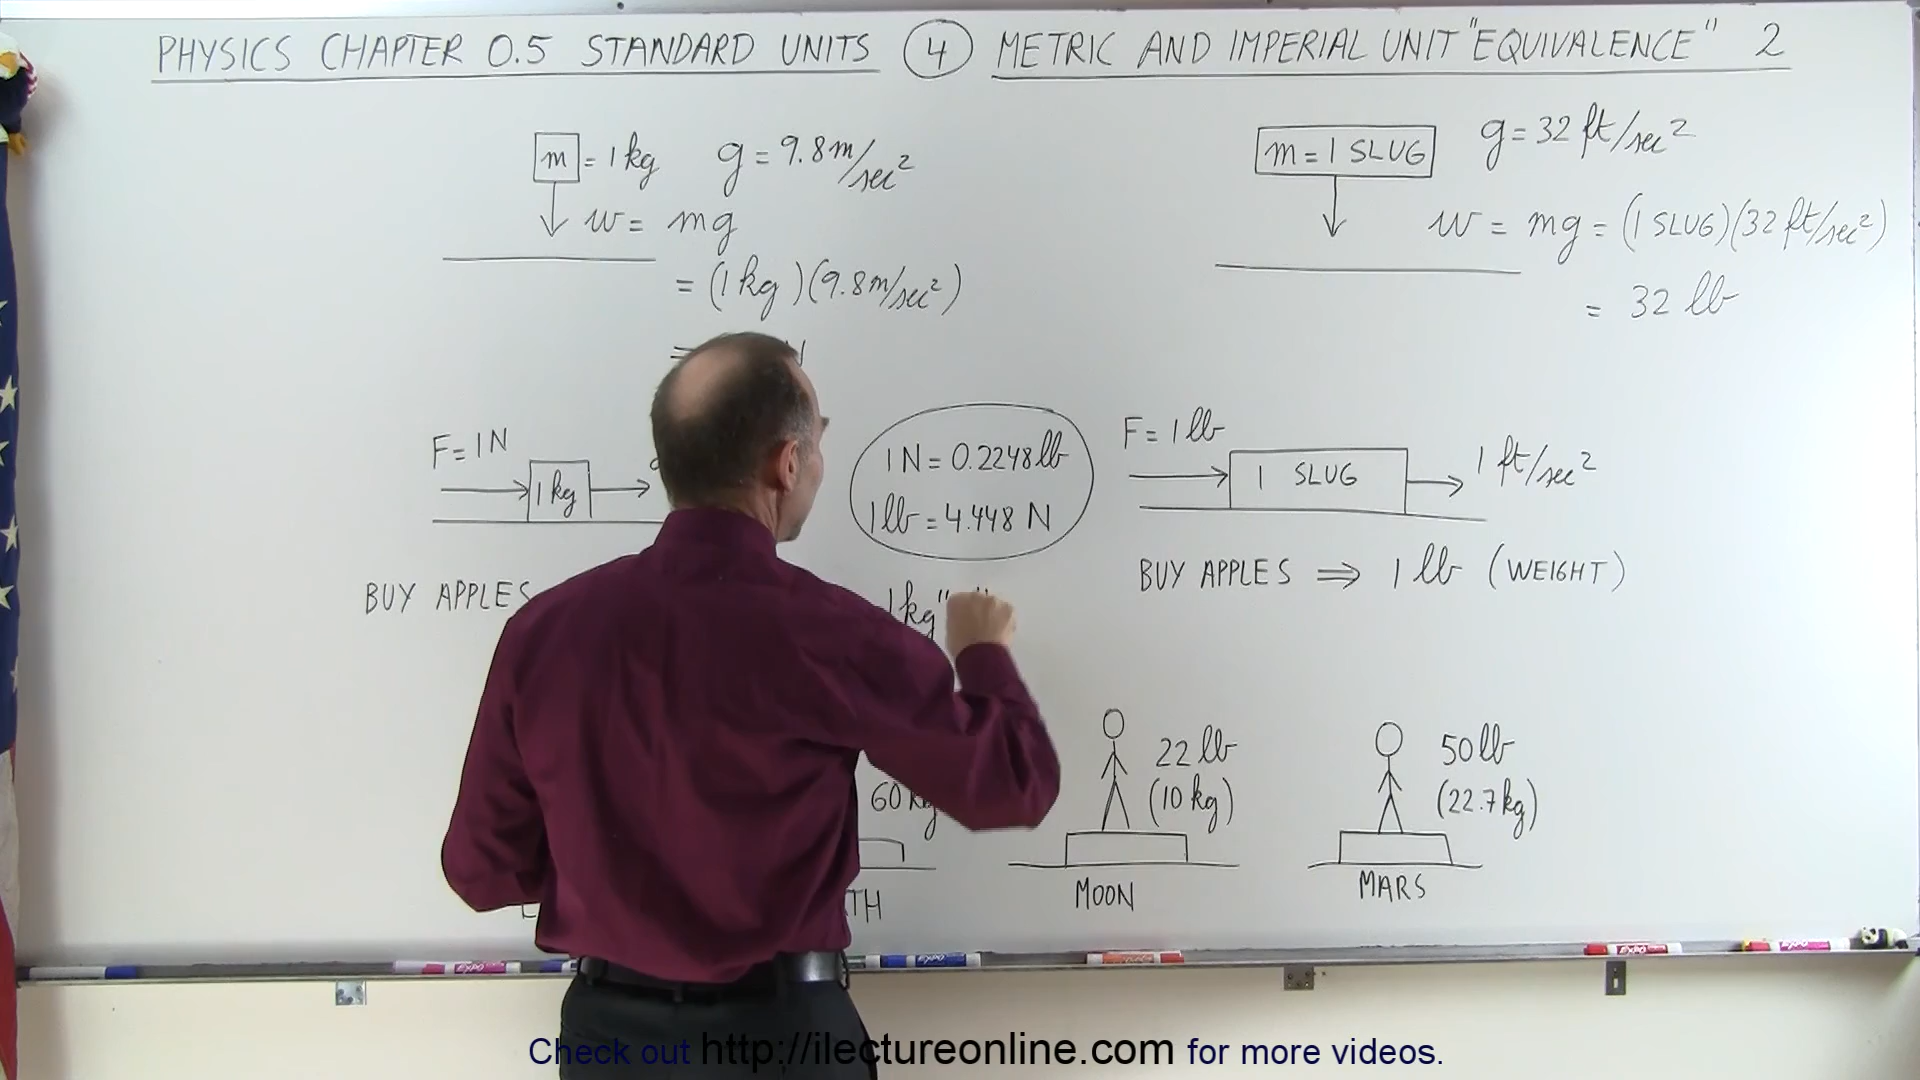 PHYSICS CHAPTER 0.5 STANDARD UNITS (4) METRIC AND IMPERIAL UNIT "EQUIVALENCE" 2
m = 1 kg g = 9.8 m/sec²
w = mg
= (1 kg)(9.8 m/sec²)
m = 1 SLUG g = 32 ft/sec²
w = mg = (1 SLUG)(32 ft/sec²)
= 32 lb
F = 1 N
1 kg
1 N = 0.2248 lb
1 lb = 4.448 N
F = 1 lb
1 SLUG 1 ft/sec²
BUY APPLES
1 kg"
BUY APPLES ⇒ 1 lb (WEIGHT)
60 kg
22 lb
(10 kg)
MOON
50 lb
(22.7 kg)
MARS
EXPO
EXPO
EXPO
EXPO
Check out http://ilectureonline.com for more videos.